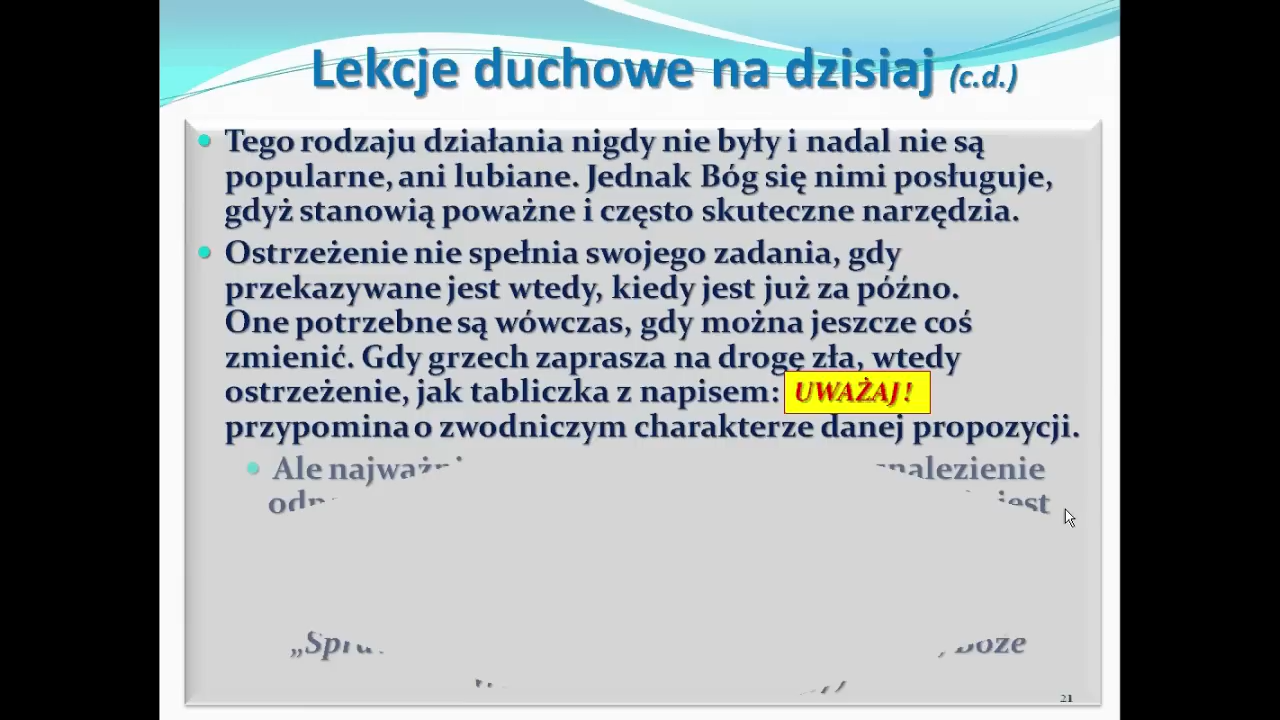 Lekcje duchowe na dzisiaj (c.d.)
Tego rodzaju działania nigdy nie były i nadal nie są
popularne, ani lubiane. Jednak Bóg się nimi posługuje,
gdyż stanowią poważne i często skuteczne narzędzia.
Ostrzeżenie nie spełnia swojego zadania, gdy
przekazywane jest wtedy, kiedy jest już za późno.
One potrzebne są wówczas, gdy można jeszcze coś
zmienić. Gdy grzech zaprasza na drogę zła, wtedy
ostrzeżenie, jak tabliczka z napisem: UWAŻAJ!
przypomina o zwodniczym charakterze danej propozycji.
Ale
jest
21